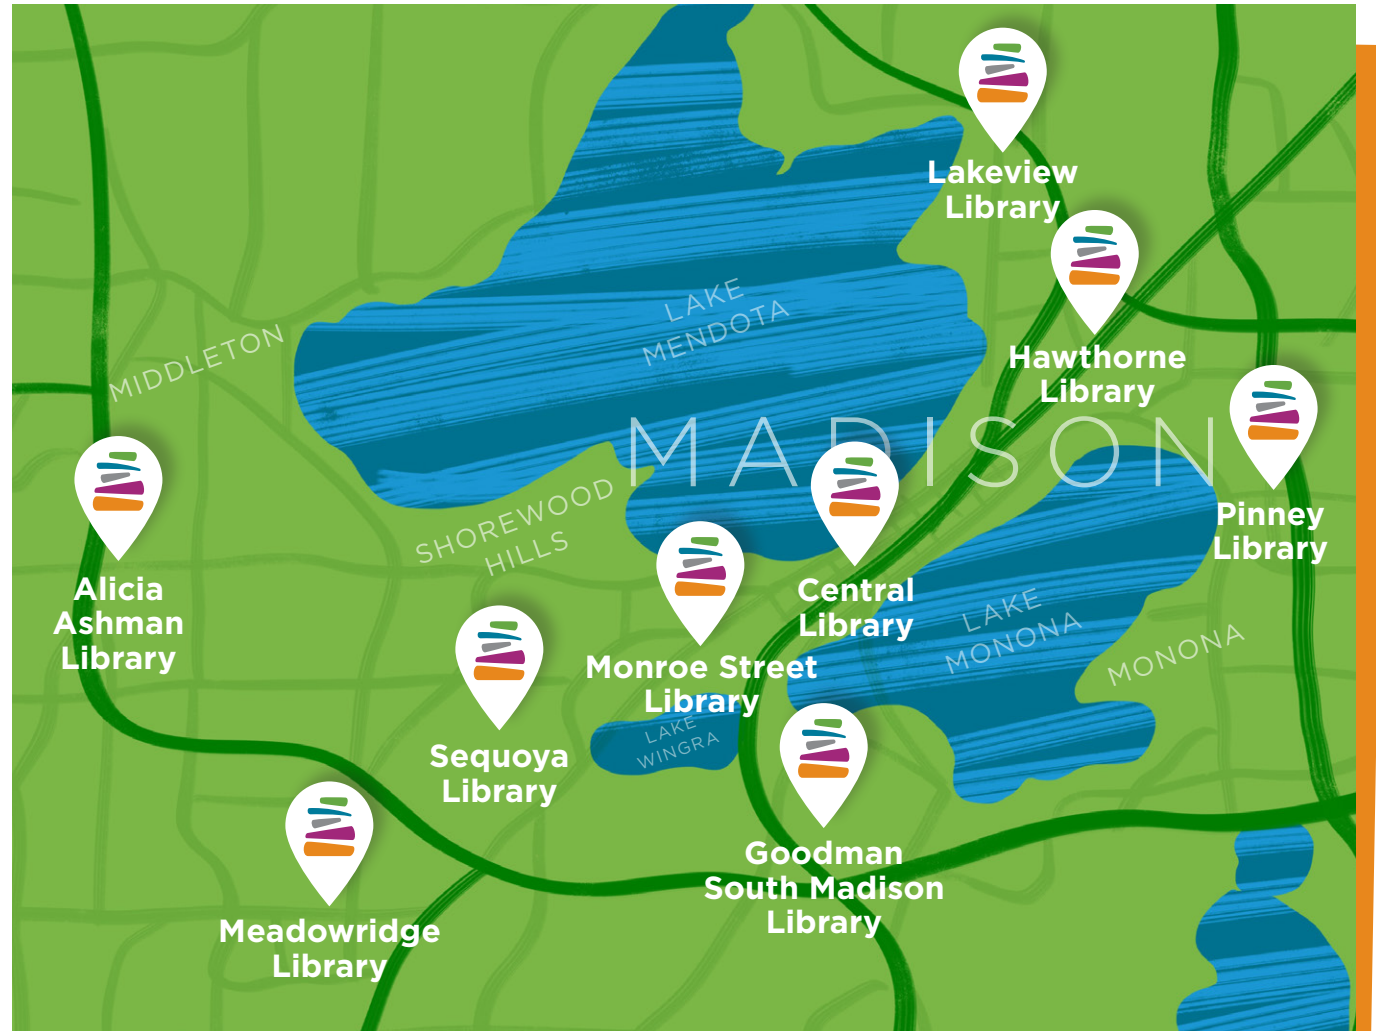 Lakeview
Library
LAKE
MENDOTA
MIDDLETON
Hawthorne
Library
MADISON
Pinney
Library
SHOREWOOD
HILLS
Alicia
Ashman
Library
Central
Library
LAKE
MONONA
MONONA
Monroe Street
Library
LAKE
WINGRA
Sequoya
Library
Goodman
South Madison
Library
Meadowridge
Library